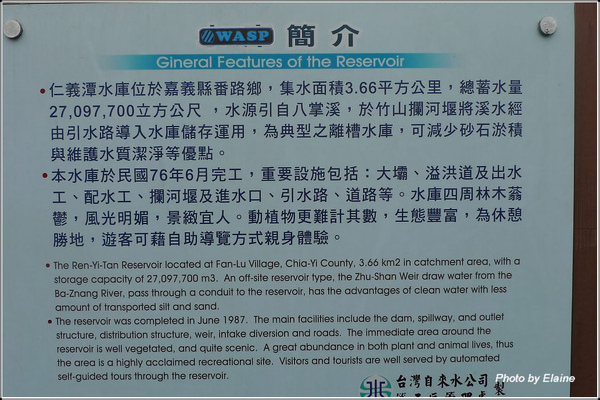 WASP 簡介
Gineral Features of the Reservoir
•仁義潭水庫位於嘉義縣番路鄉，集水面積3.66平方公里，總蓄水量
27,097,700立方公尺，水源引自八掌溪，於竹山攔河堰將溪水經
由引水路導入水庫儲存運用，為典型之離槽水庫，可減少砂石淤積
與維護水質潔淨等優點。
•本水庫於民國76年6月完工，重要設施包括：大壩、溢洪道及出水
工、配水工、攔河堰及進水口、引水路、道路等。水庫四周林木蓊
鬱，風光明媚，景緻宜人。動植物更難計其數，生態豐富，為休憩
勝地，遊客可藉自助導覽方式親身體驗。
• The Ren-Yi-Tan Reservoir located at Fan-Lu Village, Chia-Yi County, 3.66 km2 in catchment area, with a
storage capacity of 27,097,700 m3. An off-site reservoir type, the Zhu-Shan Weir draw water from the
Ba-Znang River, pass through a conduit to the reservoir, has the advantages of clean water with less
amount of transported silt and sand.
• The reservoir was completed in June 1987. The main facilities include the dam, spillway, and outlet
structure, distribution structure, weir, intake diversion and roads. The immediate area around the
reservoir is well vegetated, and quite scenic. A great abundance in both plant and animal lives, thus
the area is a highly acclaimed recreational site. Visitors and tourists are well served by automated
self-guided tours through the reservoir.
台灣自來水公司 製
Photo by Elaine